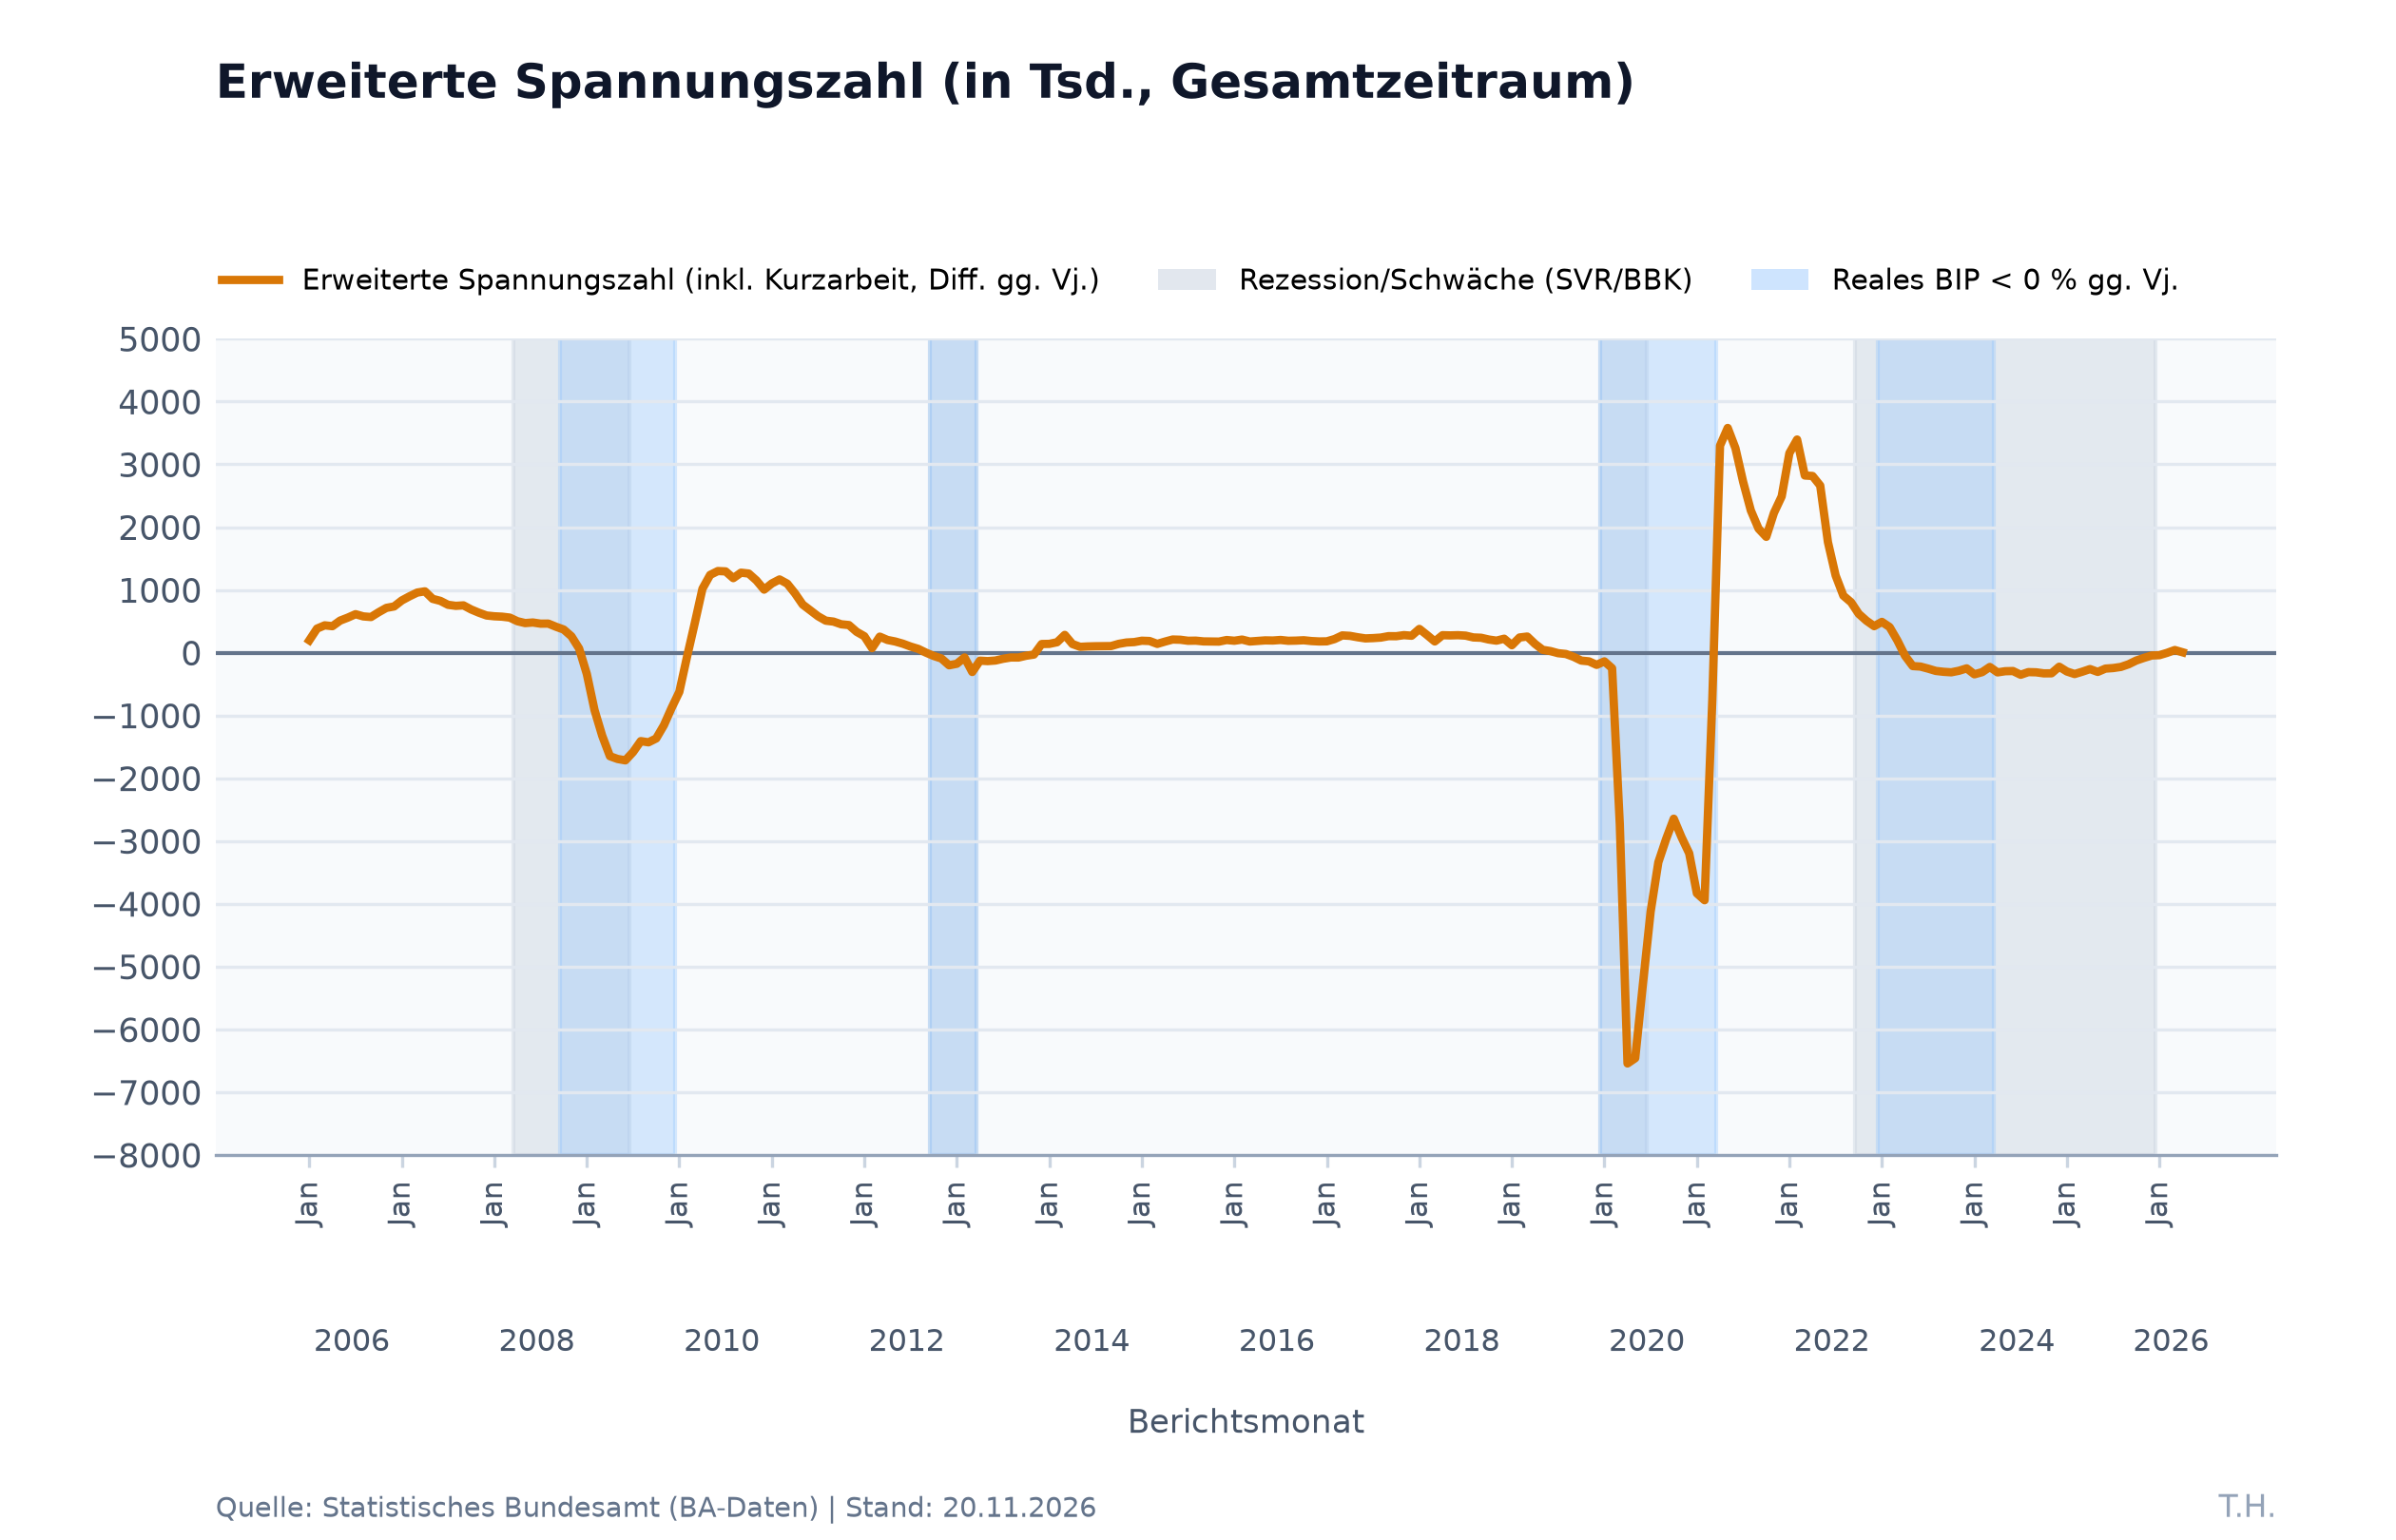 Erweiterte Spannungszahl (in Tsd., Gesamtzeitraum)
Erweiterte Spannungszahl (inkl. Kurzarbeit, Diff. gg. Vj.) Rezession/Schwäche (SVR/BBK) Reales BIP < 0 % gg. Vj.
5000
4000
3000
2000
1000
0
−1000
−2000
−3000
−4000
−5000
−6000
−7000
−8000
Jan Jan Jan Jan Jan Jan Jan Jan Jan Jan Jan Jan Jan Jan Jan Jan Jan Jan Jan Jan Jan
2006 2008 2010 2012 2014 2016 2018 2020 2022 2024 2026
Berichtsmonat
Quelle: Statistisches Bundesamt (BA-Daten) | Stand: 20.11.2026 T.H.